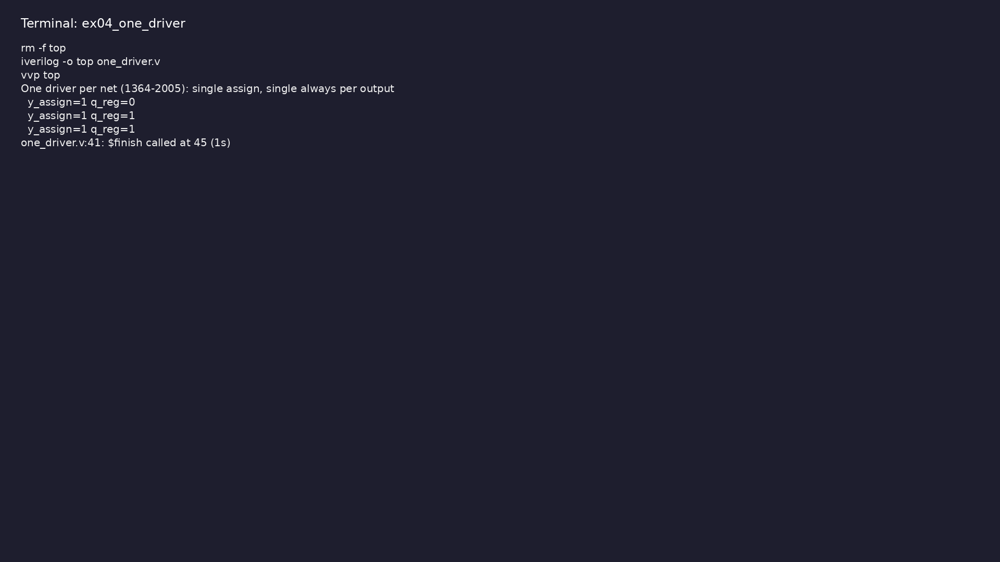 Terminal: ex04_one_driver
rm -f top
iverilog -o top one_driver.v
vvp top
One driver per net (1364-2005): single assign, single always per output
  y_assign=1 q_reg=0
  y_assign=1 q_reg=1
  y_assign=1 q_reg=1
one_driver.v:41: $finish called at 45 (1s)